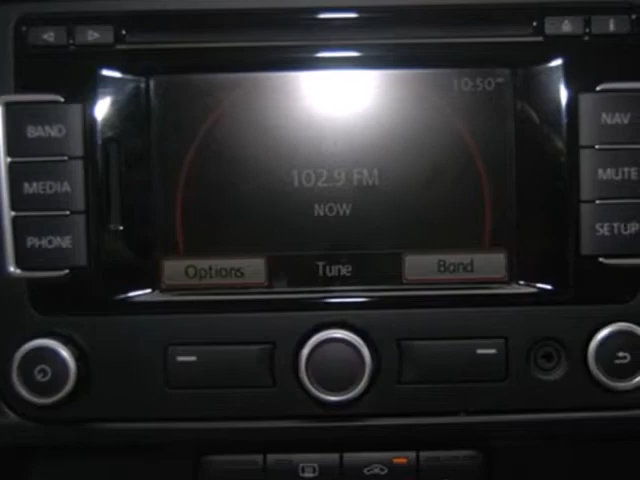 10:50
BAND
NAV
102.9 FM
MEDIA
MUTE
NOW
PHONE
SETUP
Options
Tune
Band